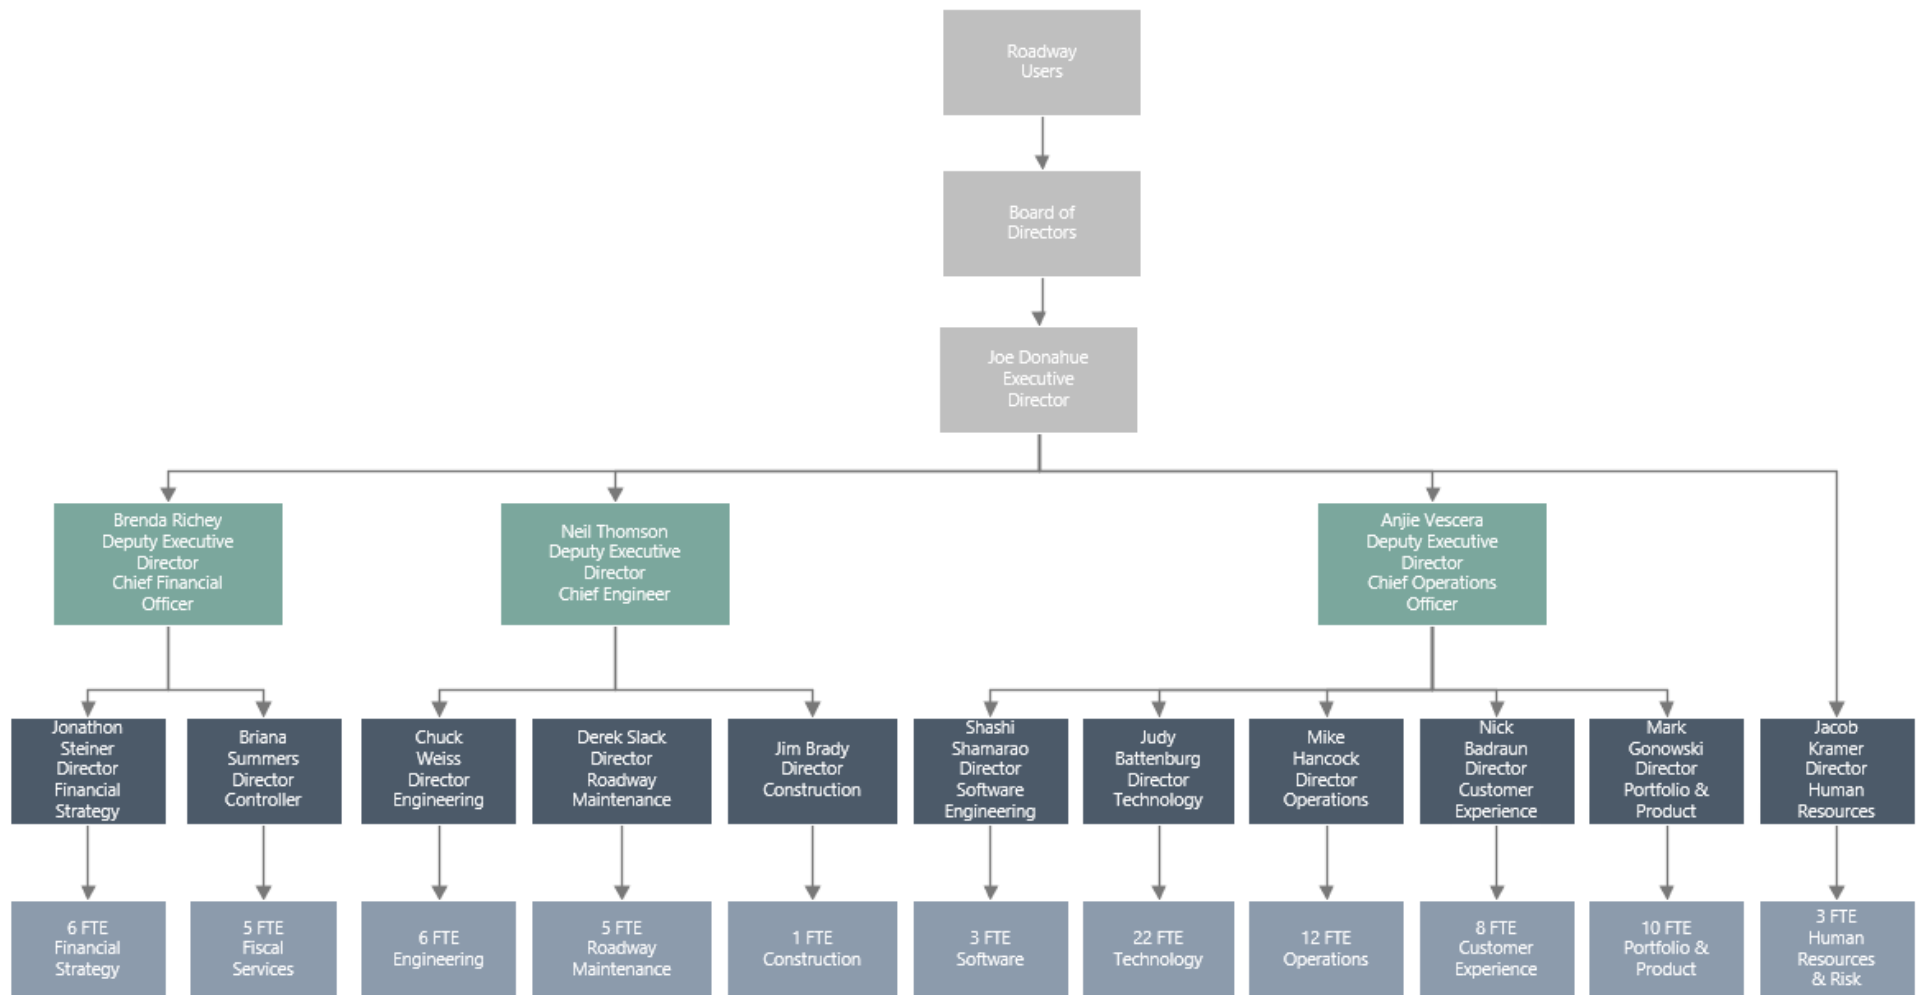 Roadway
Users
Board of
Directors
Joe Donahue
Executive
Director
Brenda Richey
Deputy Executive
Director
Chief Financial
Officer
Neil Thomson
Deputy Executive
Director
Chief Engineer
Anjie Vescera
Deputy Executive
Director
Chief Operations
Officer
Jonathon
Steiner
Director
Financial
Strategy
Briana
Summers
Director
Controller
Chuck
Weiss
Director
Engineering
Derek Slack
Director
Roadway
Maintenance
Jim Brady
Director
Construction
Shashi
Shamarao
Director
Software
Engineering
Judy
Battenburg
Director
Technology
Mike
Hancock
Director
Operations
Nick
Badraun
Director
Customer
Experience
Mark
Gonowski
Director
Portfolio &
Product
Jacob
Kramer
Director
Human
Resources
6 FTE
Financial
Strategy
5 FTE
Fiscal
Services
6 FTE
Engineering
5 FTE
Roadway
Maintenance
1 FTE
Construction
3 FTE
Software
22 FTE
Technology
12 FTE
Operations
8 FTE
Customer
Experience
10 FTE
Portfolio &
Product
3 FTE
Human
Resources
& Risk